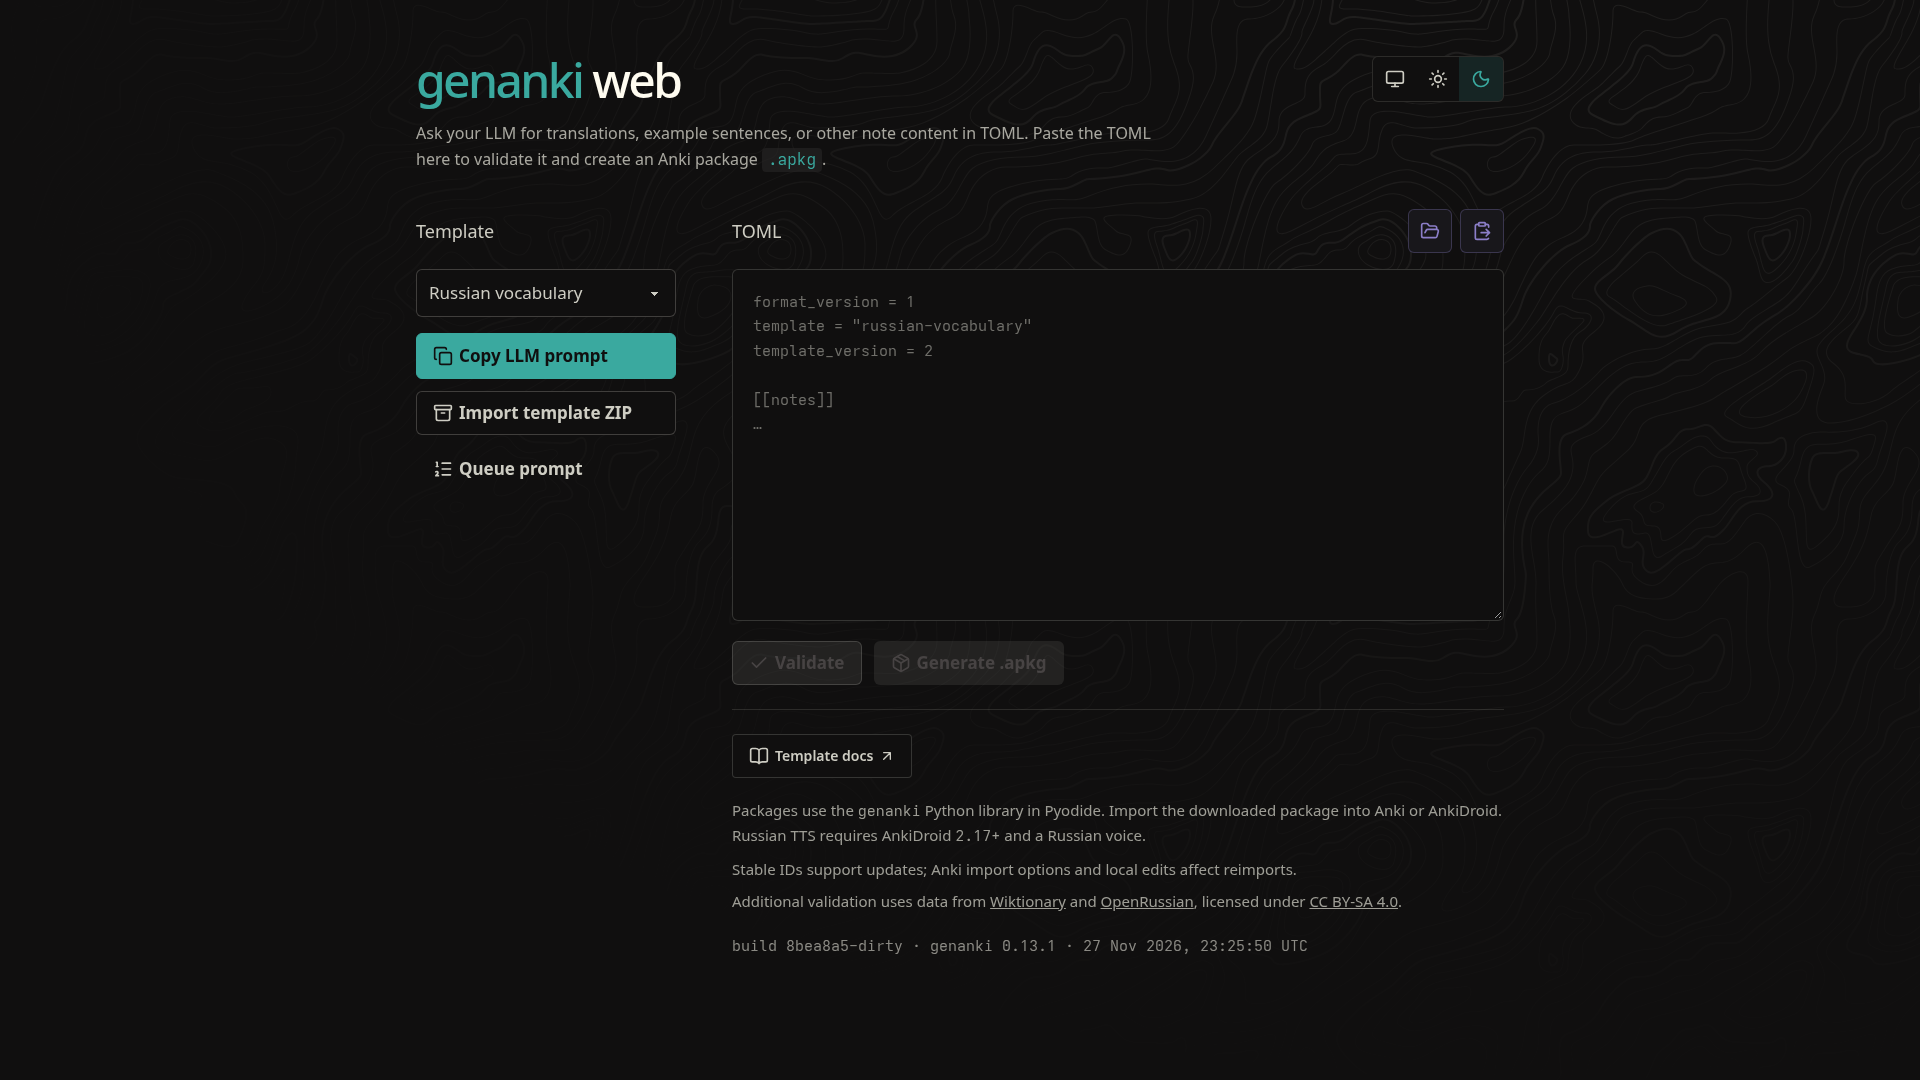 genanki web
Ask your LLM for translations, example sentences, or other note content in TOML. Paste the TOML
here to validate it and create an Anki package .apkg.
Template
Russian vocabulary
Copy LLM prompt
Import template ZIP
Queue prompt
TOML
format_version = 1
template = "russian-vocabulary"
template_version = 2
[[notes]]
…
Validate
Generate .apkg
Template docs
Packages use the genanki Python library in Pyodide. Import the downloaded package into Anki or AnkiDroid.
Russian TTS requires AnkiDroid 2.17+ and a Russian voice.
Stable IDs support updates; Anki import options and local edits affect reimports.
Additional validation uses data from Wiktionary and OpenRussian, licensed under CC BY-SA 4.0.
build 8bea8a5-dirty · genanki 0.13.1 · 27 Nov 2026, 23:25:50 UTC